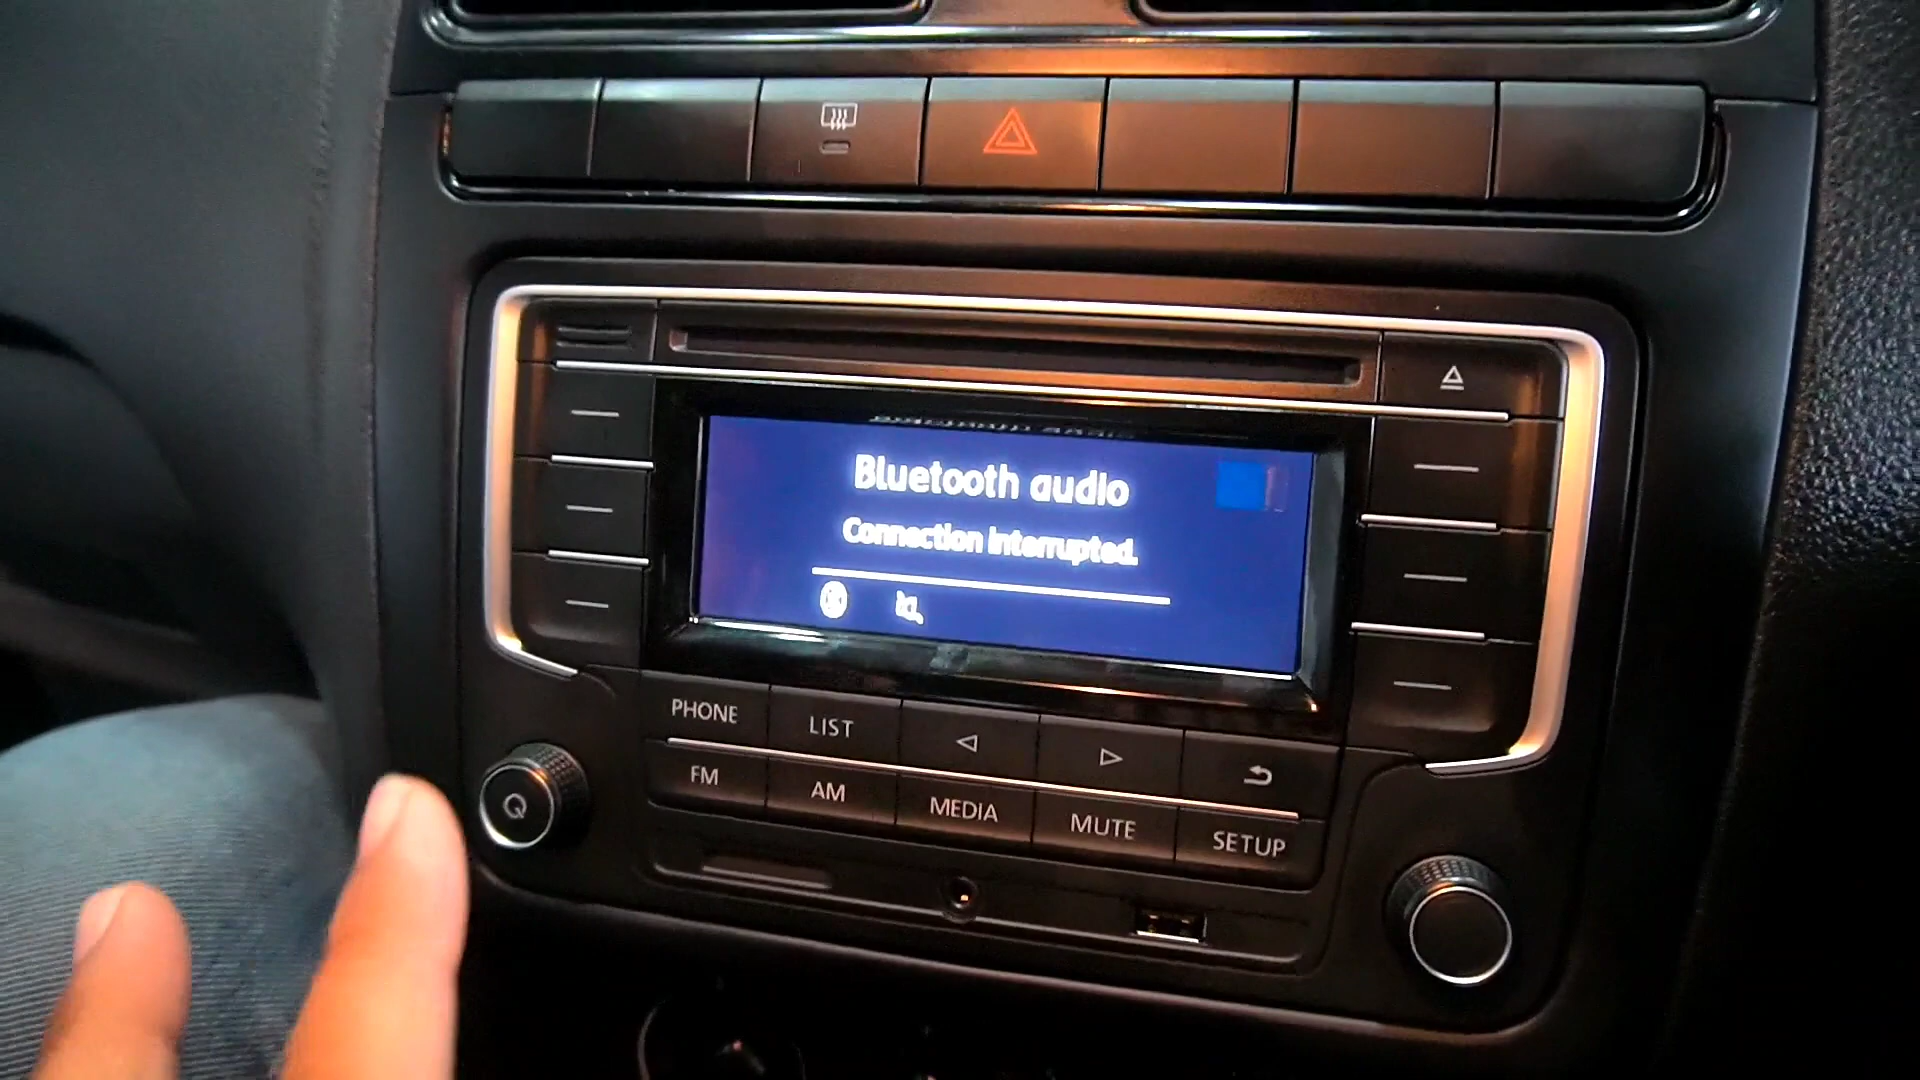 Bluetooth audio
Connection interrupted.
PHONE
LIST
FM
AM
MEDIA
MUTE
SETUP